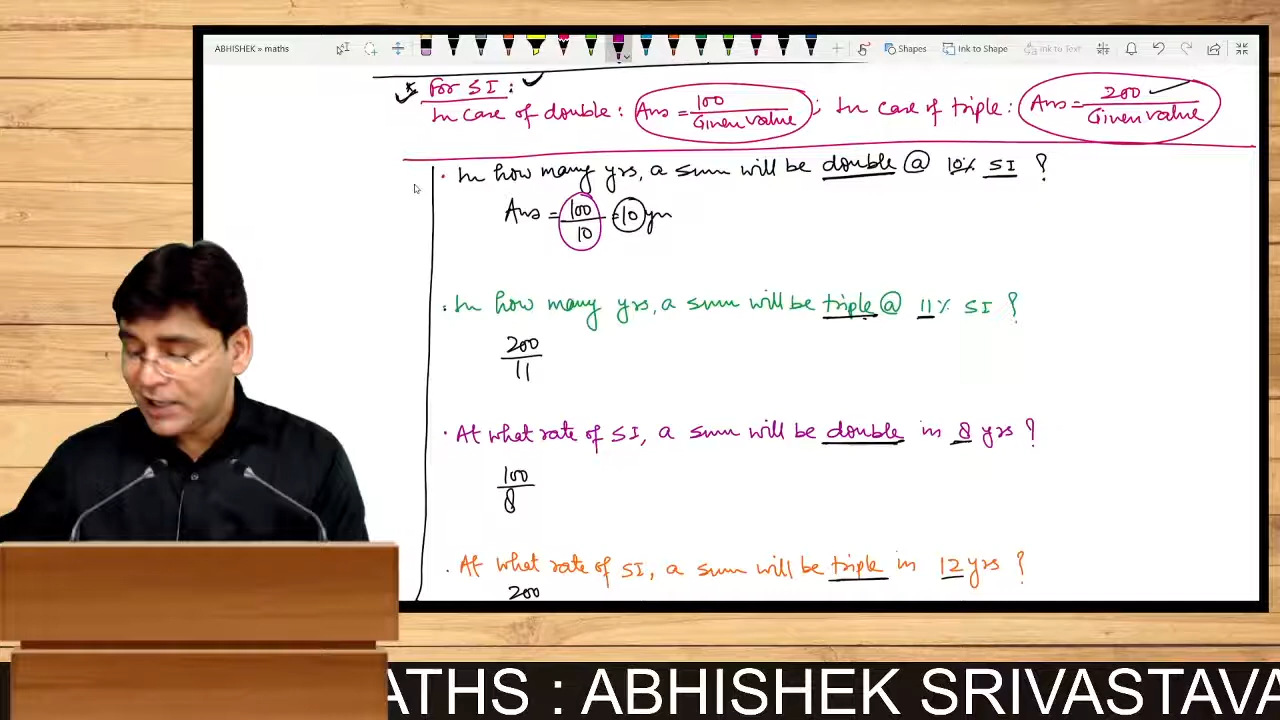 ABHISHEK » maths
Shapes Ink to Shape Ink to Text
* For SI :
In case of double : Ans = 100/Given value ; In case of triple : Ans = 200/Given value
· In how many yrs, a sum will be double @ 10% SI ?
Ans = 100/10 = 10 yrs
· In how many yrs, a sum will be triple @ 11% SI ?
200/11
· At what rate of SI, a sum will be double in 8 yrs ?
100/8
· At what rate of SI, a sum will be triple in 12 yrs ?
200
MATHS : ABHISHEK SRIVASTAVA